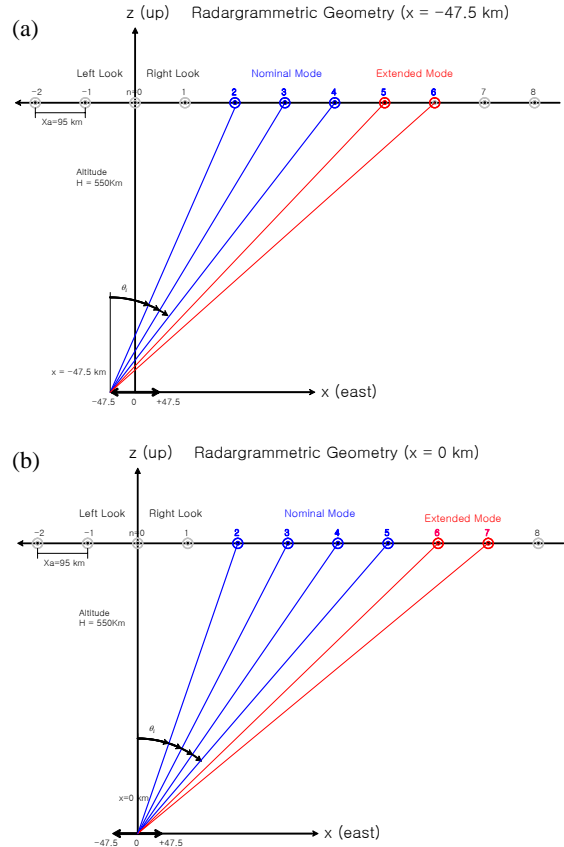 (a)
z (up) Radargrammetric Geometry (x = −47.5 km)
Left Look Right Look Nominal Mode Extended Mode
-2 -1 n=0 1 2 3 4 5 6 7 8
Xa=95 km
Altitude
H = 550Km
θi
x = −47.5 km
x (east)
−47.5 0 +47.5
(b)
z (up) Radargrammetric Geometry (x = 0 km)
Left Look Right Look Nominal Mode Extended Mode
-2 -1 n=0 1 2 3 4 5 6 7 8
Xa=95 km
Altitude
H = 550Km
θi
x=0 km
x (east)
−47.5 0 +47.5